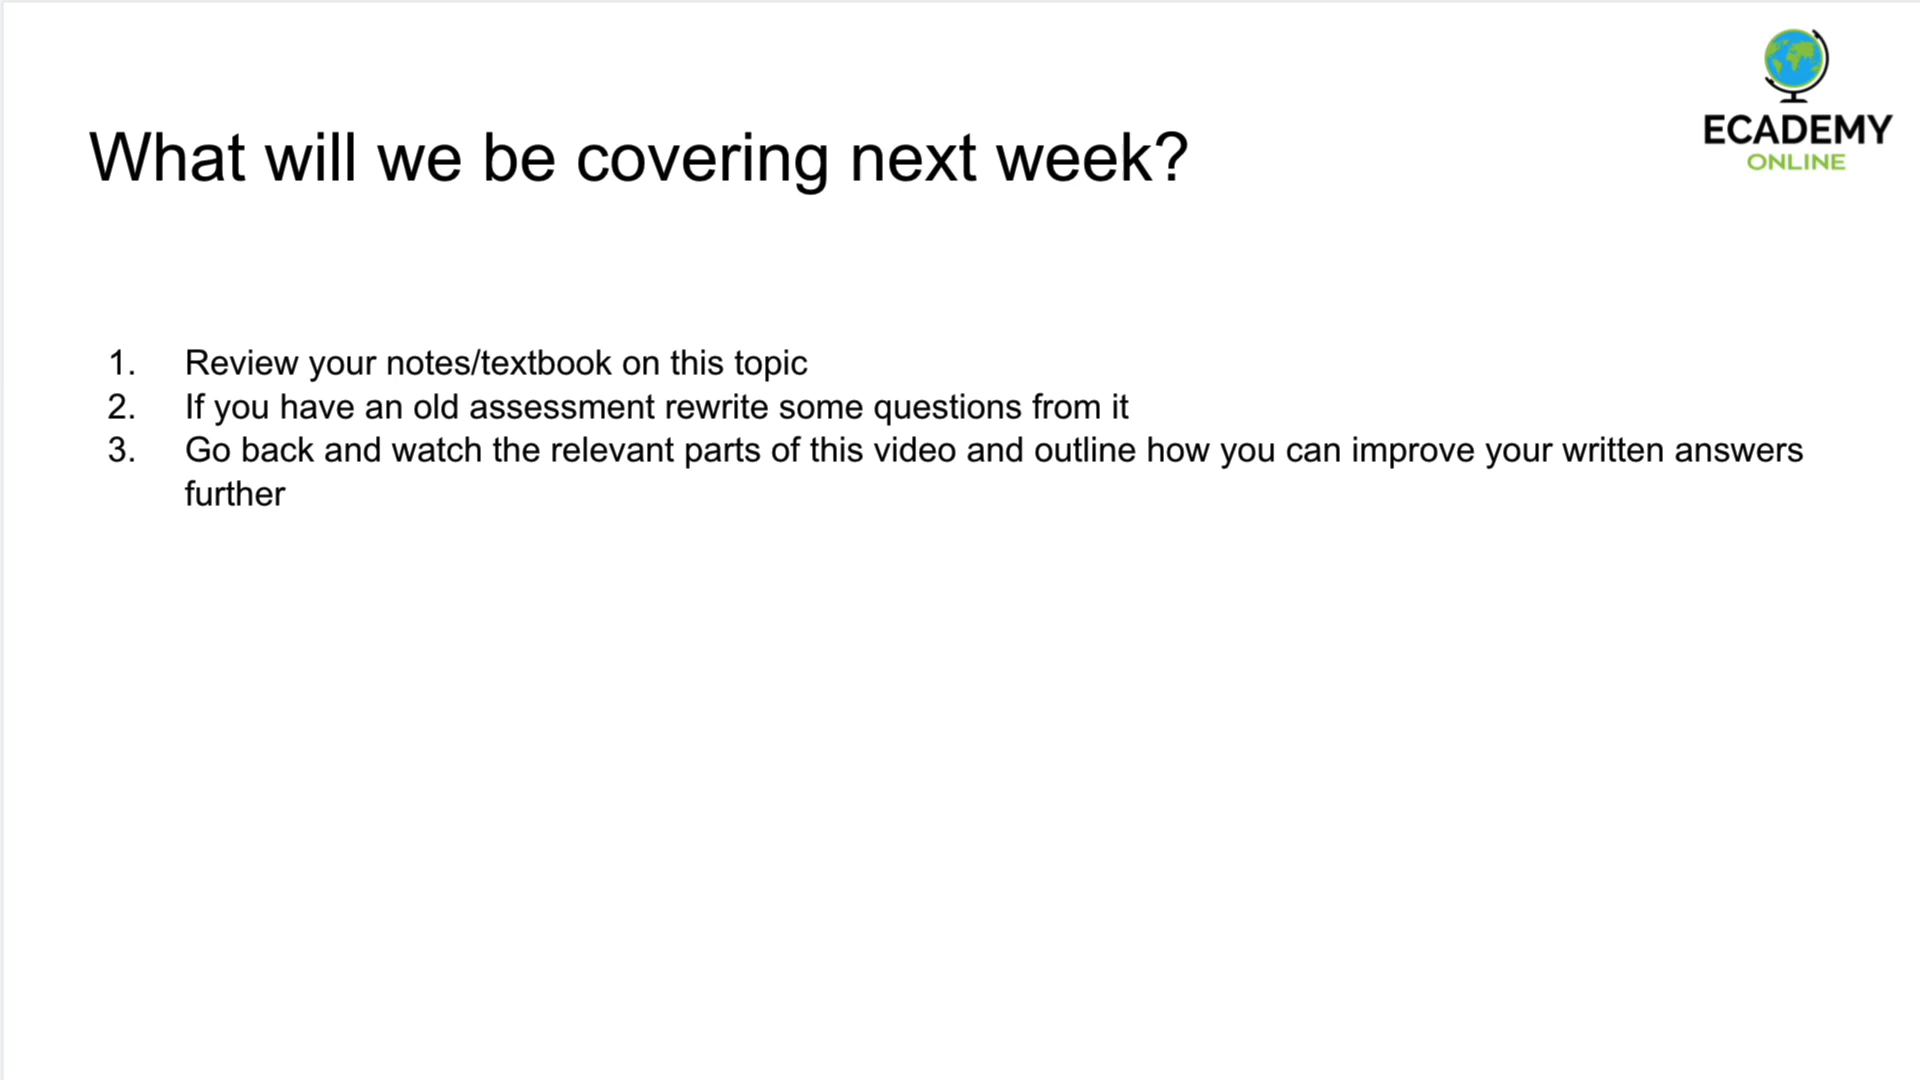 ECADEMY
ONLINE
What will we be covering next week?
1. Review your notes/textbook on this topic
2. If you have an old assessment rewrite some questions from it
3. Go back and watch the relevant parts of this video and outline how you can improve your written answers
further